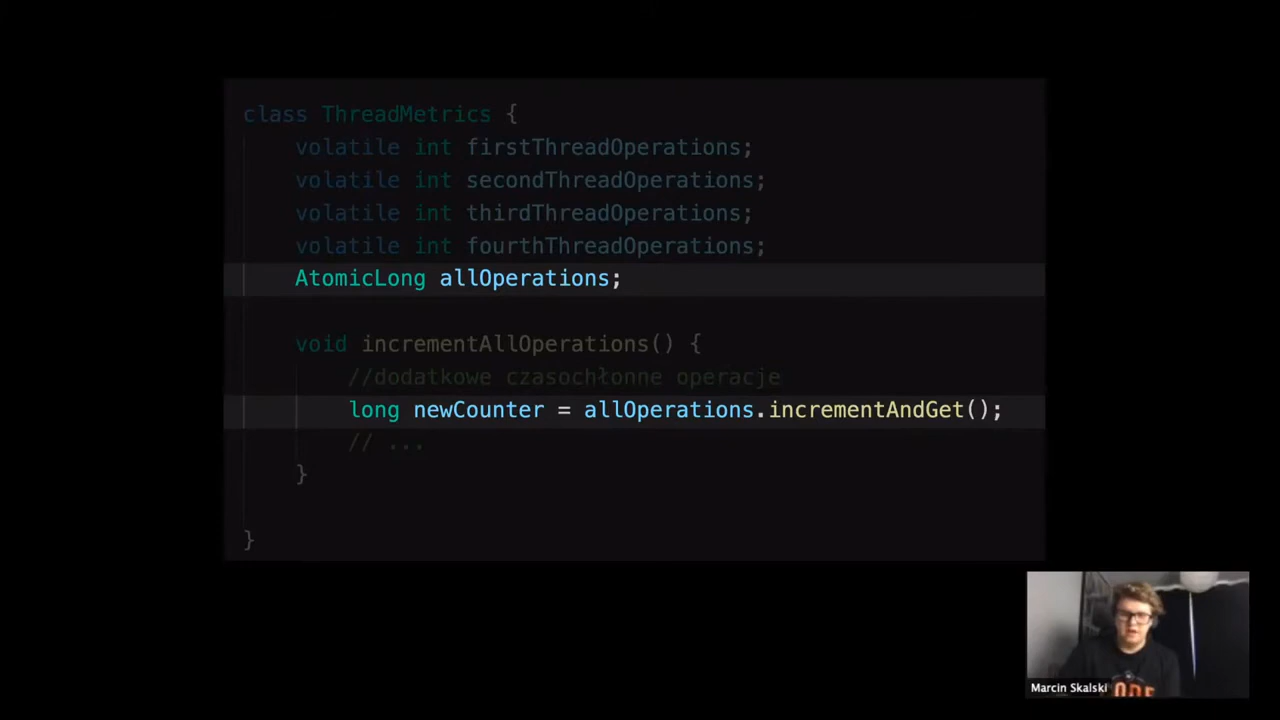 class ThreadMetrics {
volatile int firstThreadOperations;
volatile int secondThreadOperations;
volatile int thirdThreadOperations;
volatile int fourthThreadOperations;
AtomicLong allOperations;
void incrementAllOperations() {
//dodatkowe czasochłonne operacje
long newCounter = allOperations.incrementAndGet();
// ...
}
}
Marcin Skalski